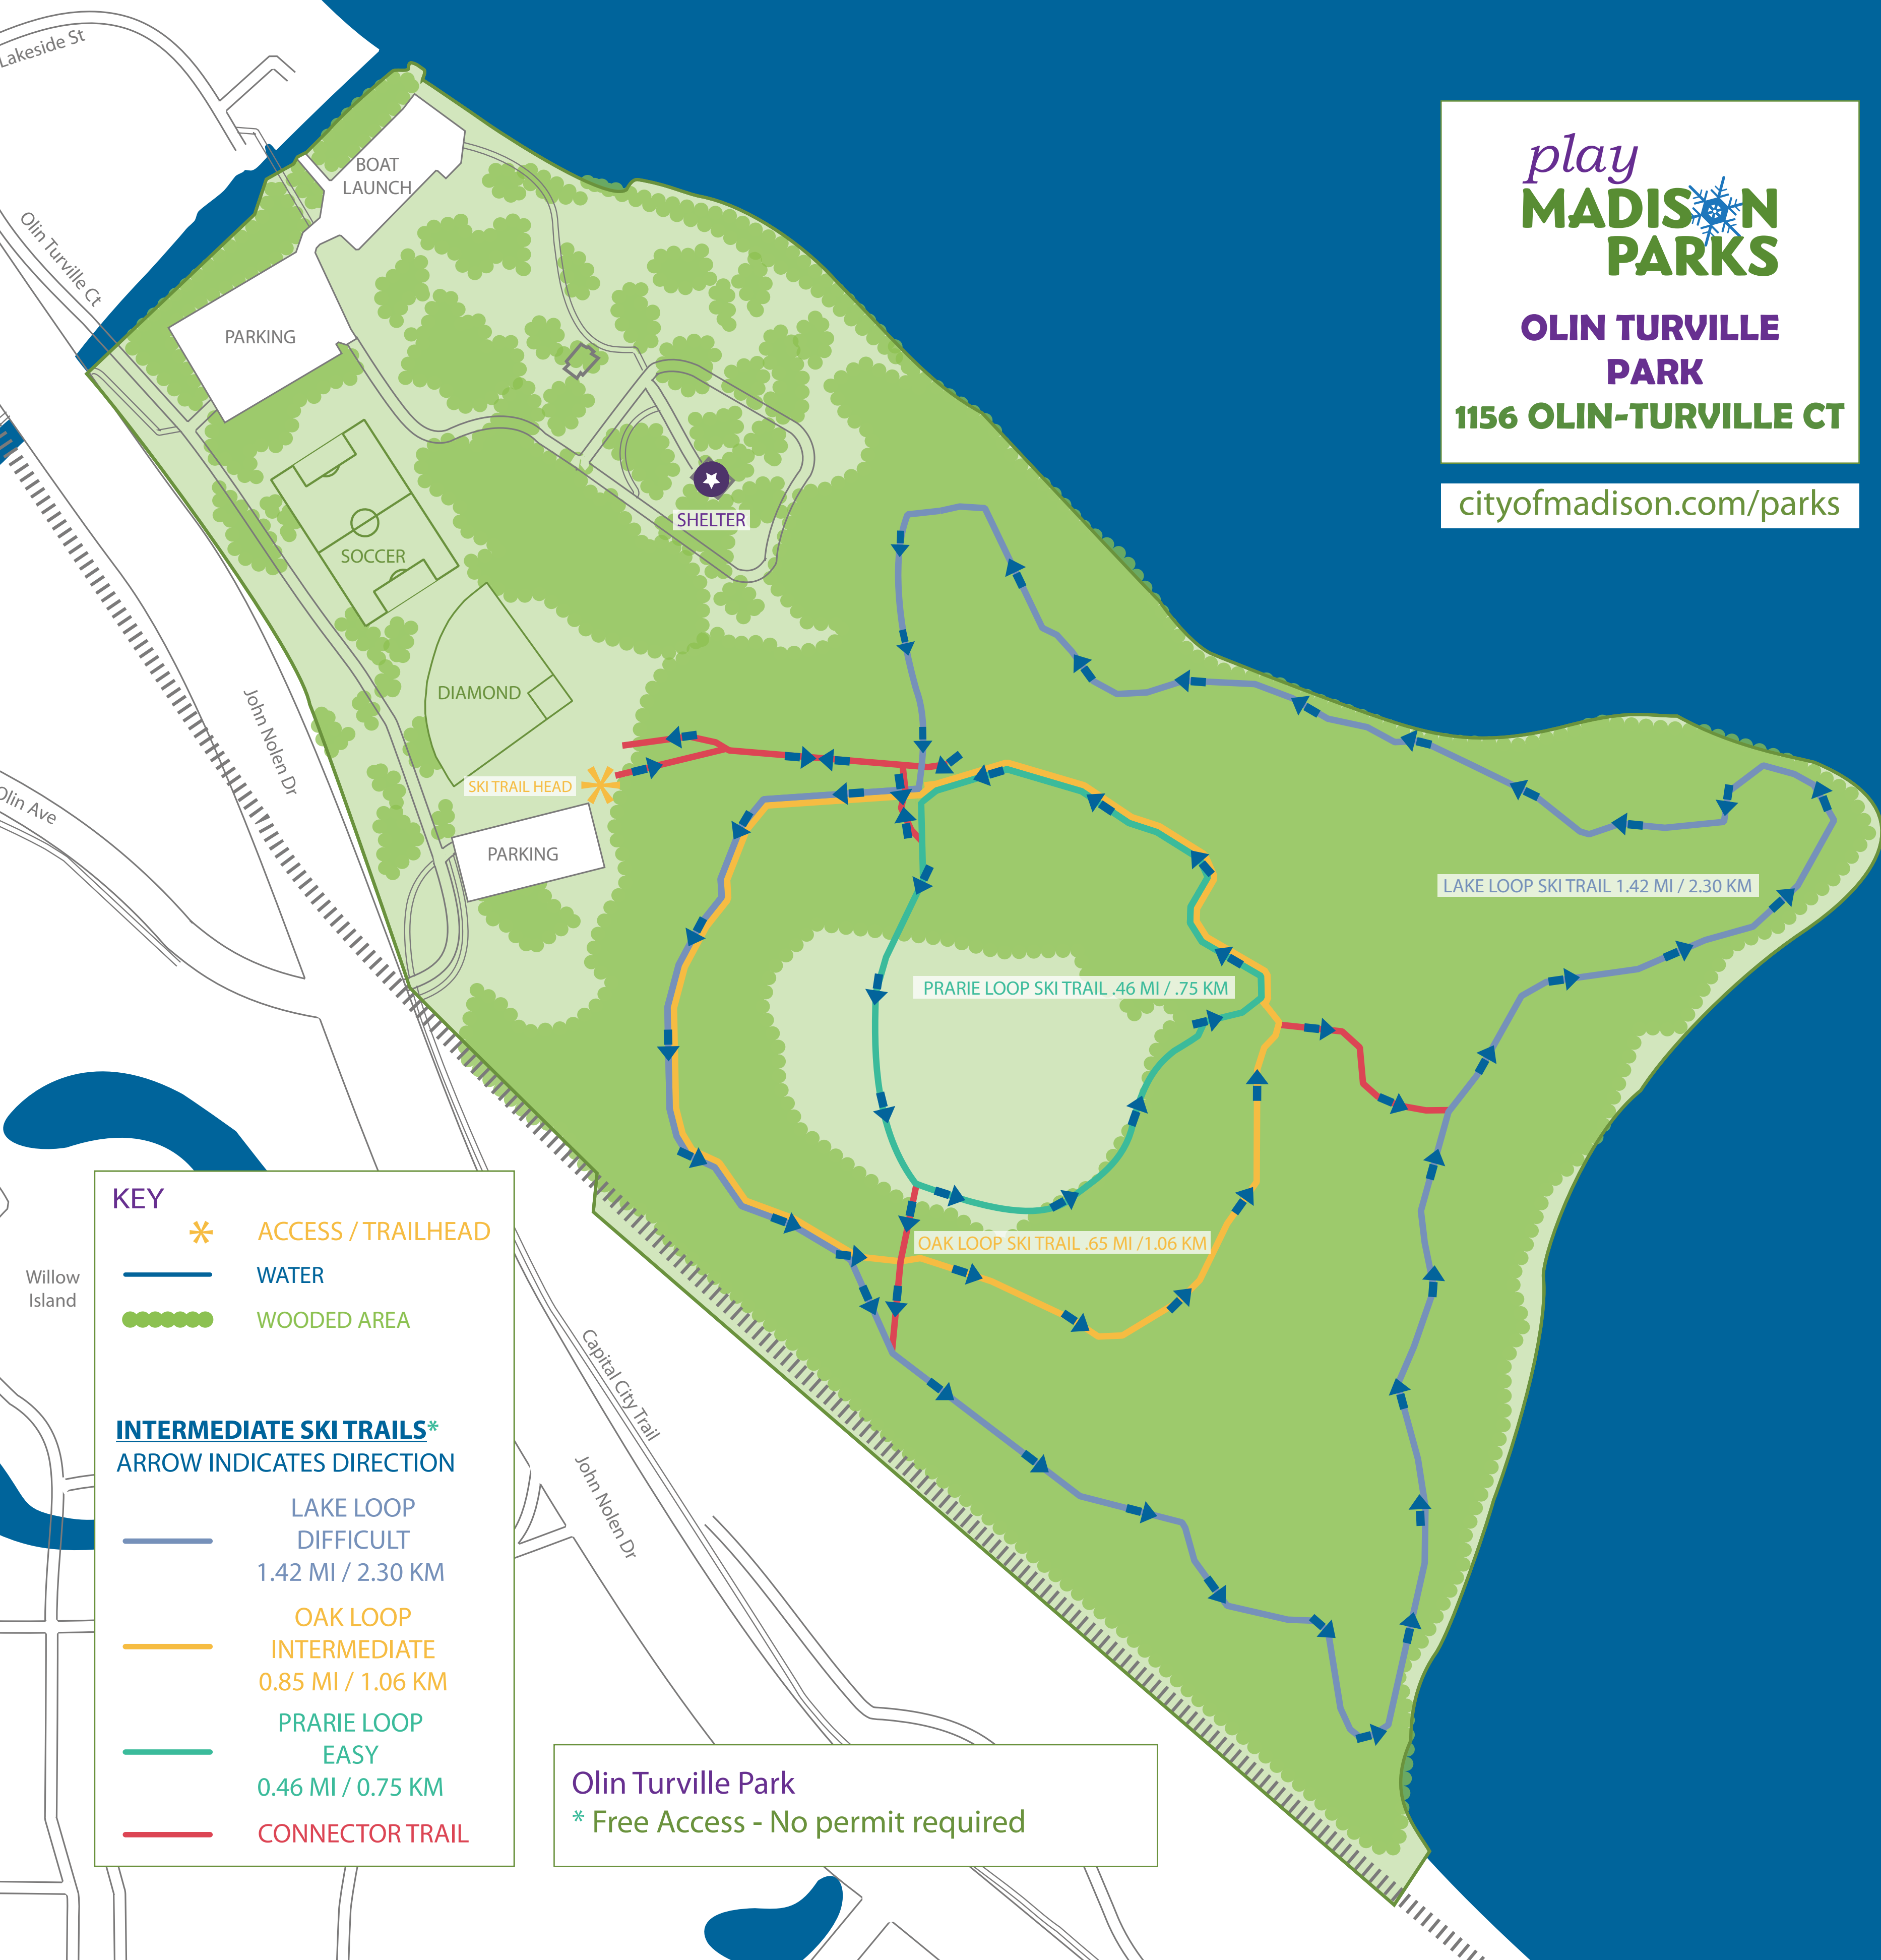 Lakeside St
BOAT
LAUNCH
play
MADISON
PARKS
OLIN TURVILLE
PARK
1156 OLIN-TURVILLE CT
cityofmadison.com/parks
Olin Turville Ct
PARKING
SHELTER
SOCCER
DIAMOND
John Nolen Dr
SKI TRAIL HEAD
Olin Ave
PARKING
LAKE LOOP SKI TRAIL 1.42 MI / 2.30 KM
PRARIE LOOP SKI TRAIL .46 MI / .75 KM
OAK LOOP SKI TRAIL .65 MI /1.06 KM
Willow
Island
Capital City Trail
John Nolen Dr
KEY
ACCESS / TRAILHEAD
WATER
WOODED AREA
INTERMEDIATE SKI TRAILS*
ARROW INDICATES DIRECTION
LAKE LOOP
DIFFICULT
1.42 MI / 2.30 KM
OAK LOOP
INTERMEDIATE
0.85 MI / 1.06 KM
PRARIE LOOP
EASY
0.46 MI / 0.75 KM
CONNECTOR TRAIL
Olin Turville Park
* Free Access - No permit required